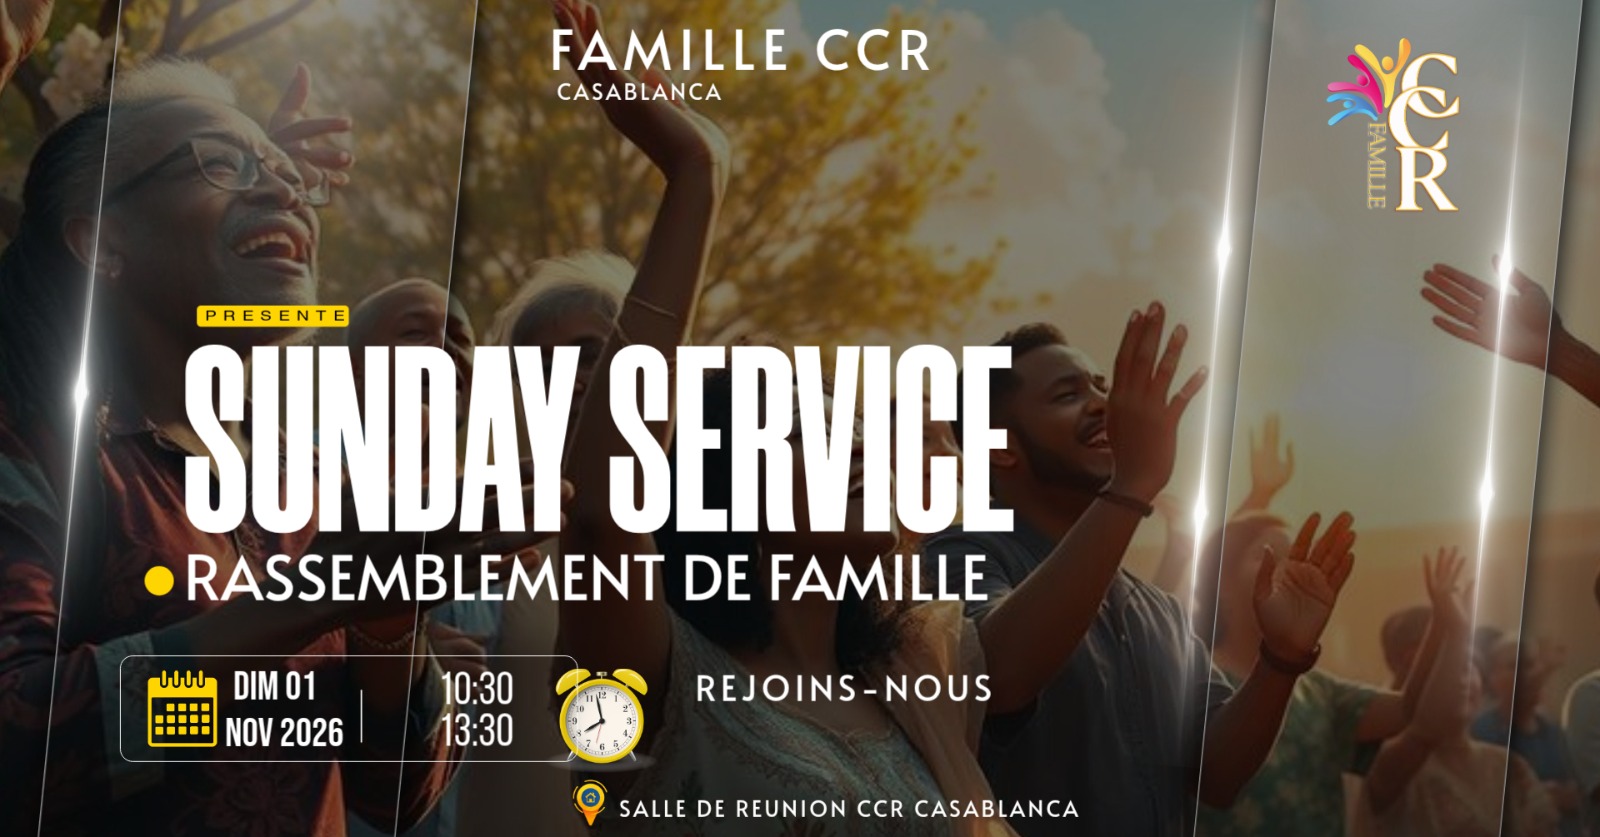 FAMILLE CCR
CASABLANCA
CCR
FAMILLE
PRESENTE
SUNDAY SERVICE
RASSEMBLEMENT DE FAMILLE
DIM 01
NOV 2026
10:30
13:30
REJOINS-NOUS
SALLE DE REUNION CCR CASABLANCA